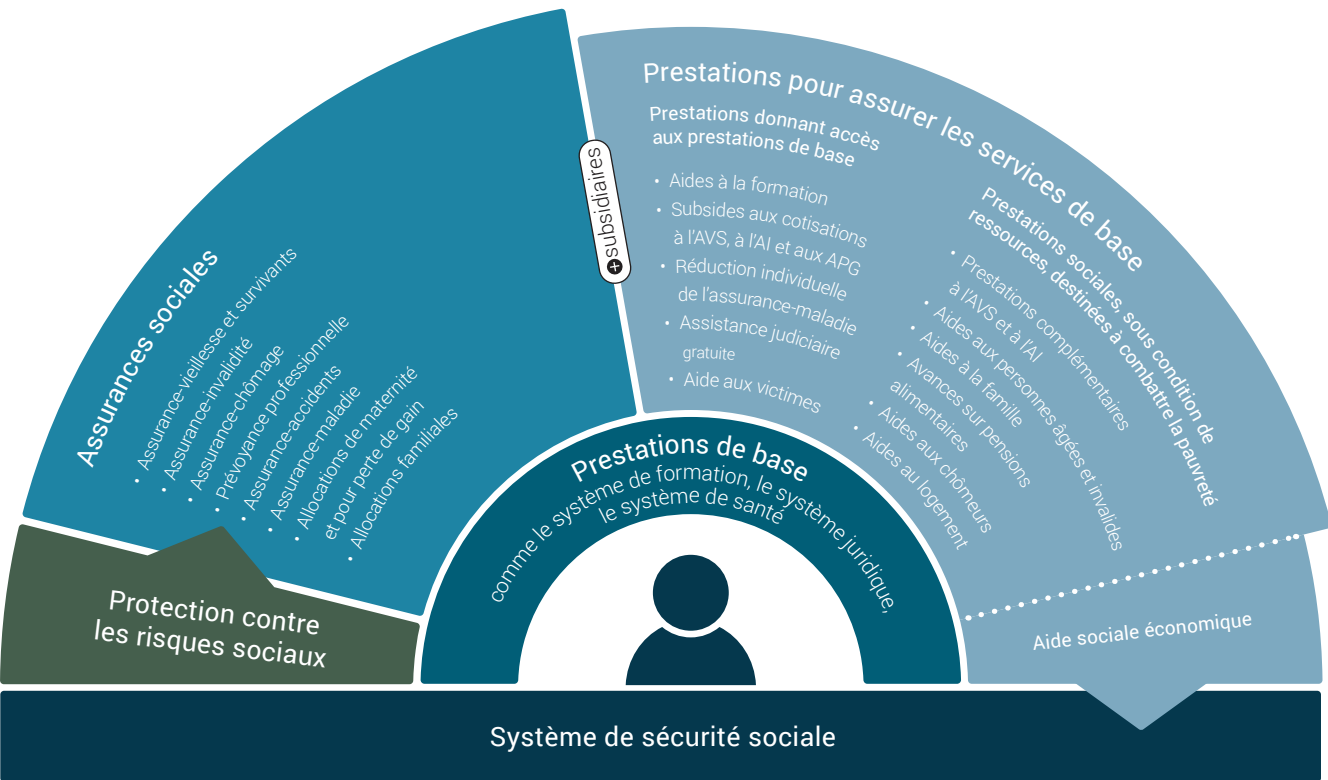 Assurances sociales
• Assurance-vieillesse et survivants
• Assurance-invalidité
• Assurance-chômage
• Prévoyance professionnelle
• Assurance-accidents
• Assurance-maladie
• Allocations de maternité
et pour perte de gain
• Allocations familiales
Protection contre
les risques sociaux
+ subsidiaires
Prestations pour assurer les services de base
Prestations donnant accès
aux prestations de base
• Aides à la formation
• Subsides aux cotisations
à l'AVS, à l'AI et aux APG
• Réduction individuelle
de l'assurance-maladie
• Assistance judiciaire
gratuite
• Aide aux victimes
Prestations sociales, sous condition de
ressources, destinées à combattre la pauvreté
• Prestations complémentaires
à l'AVS et à l'AI
• Aides aux personnes âgées et invalides
• Aides à la famille
• Avances sur pensions
alimentaires
• Aides aux chômeurs
• Aides au logement
Aide sociale économique
Prestations de base
comme le système de formation, le système juridique,
le système de santé
Système de sécurité sociale